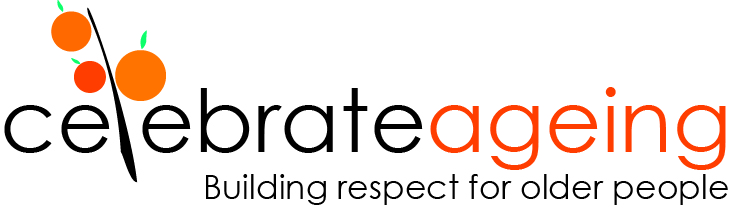 celebrateageing
Building respect for older people